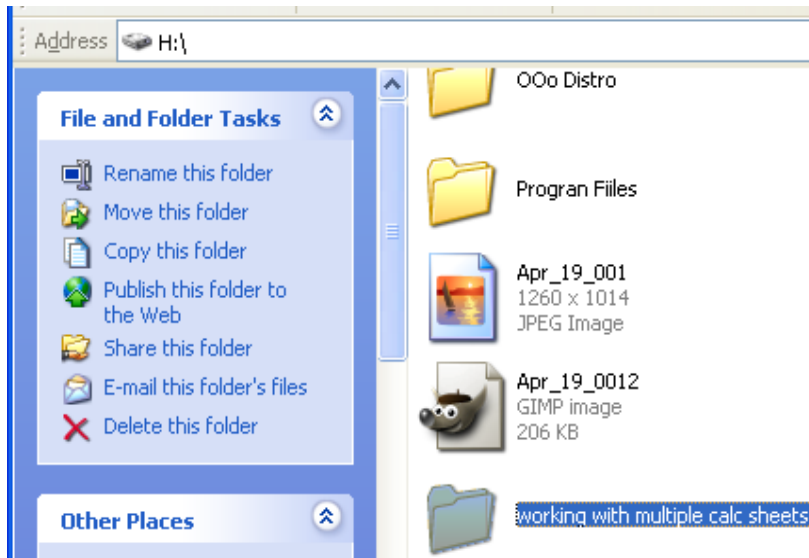 Address H:\
File and Folder Tasks
Rename this folder
Move this folder
Copy this folder
Publish this folder to
the Web
Share this folder
E-mail this folder's files
Delete this folder
Other Places
OOo Distro
Progran Fiiles
Apr_19_001
1260 x 1014
JPEG Image
Apr_19_0012
GIMP image
206 KB
working with multiple calc sheets